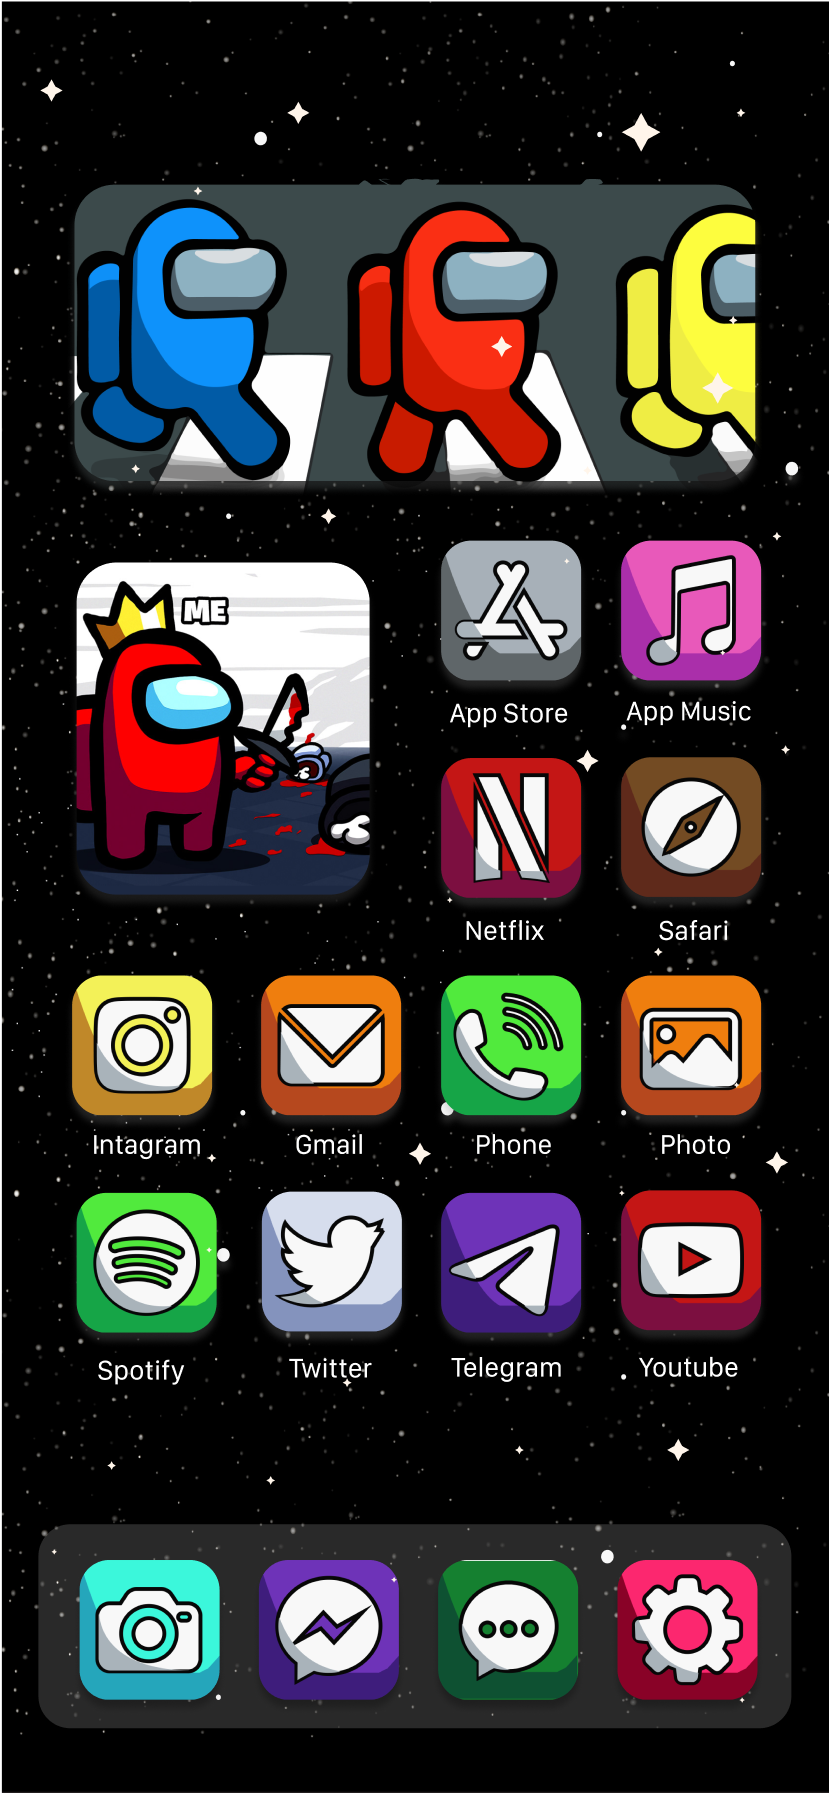 ME
App Store
App Music
Netflix
Safari
Intagram
Gmail
Phone
Photo
Spotify
Twitter
Telegram
Youtube